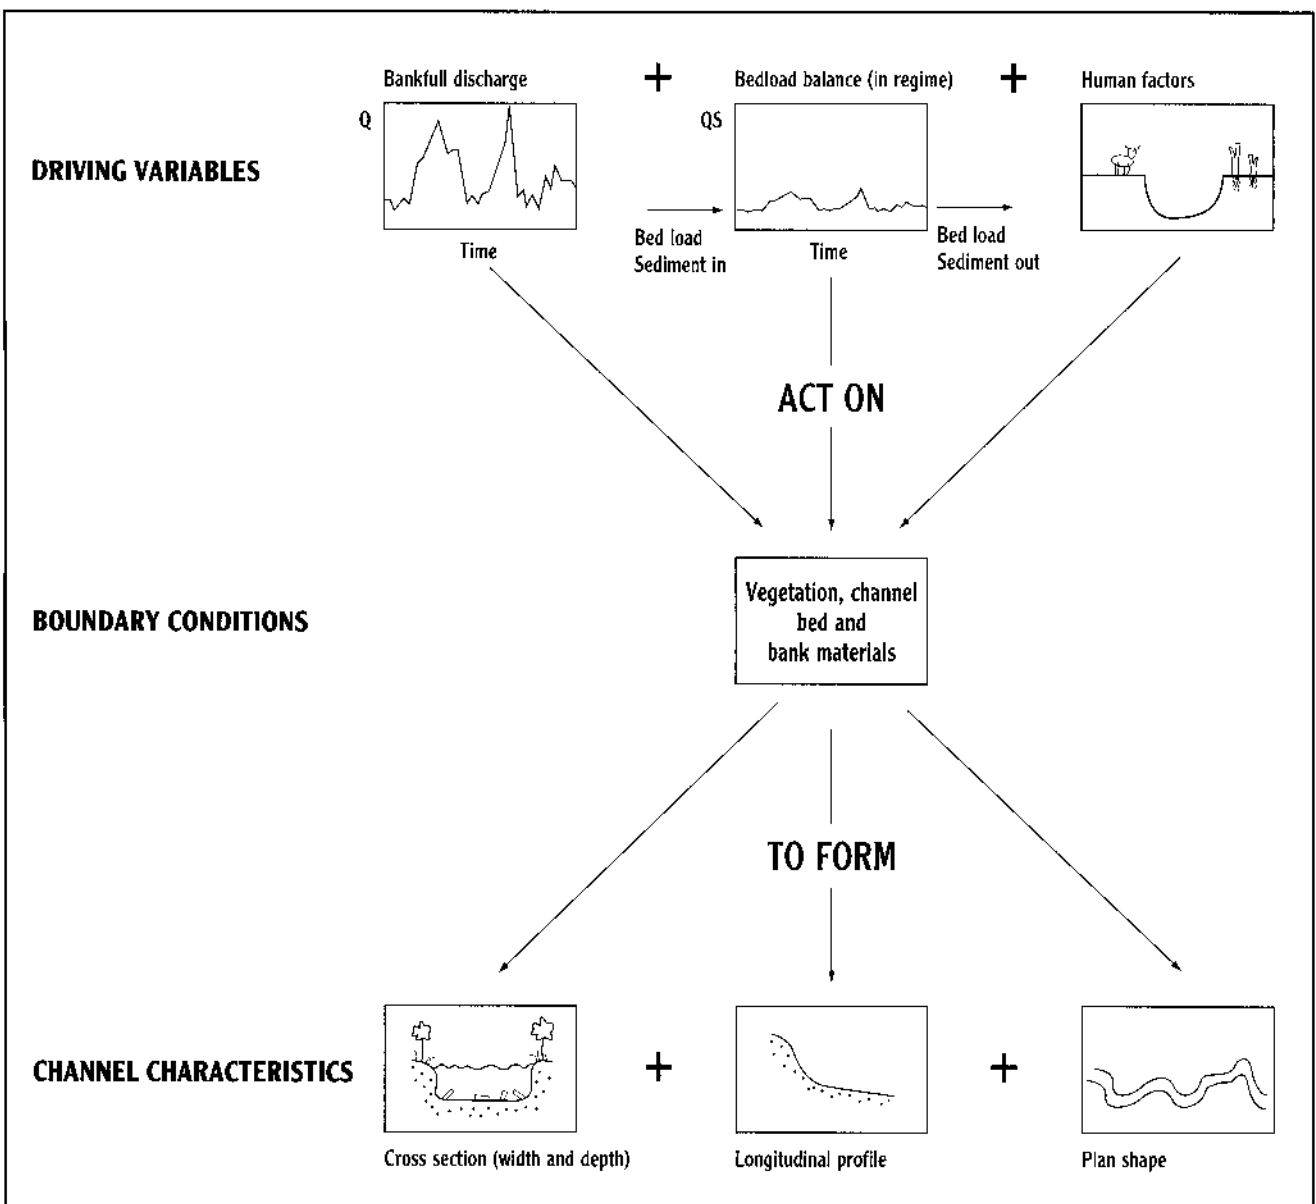 Bankfull discharge
+
Bedload balance (in regime)
+
Human factors
Q
QS
DRIVING VARIABLES
Time
Bed load
Sediment in
Time
Bed load
Sediment out
ACT ON
BOUNDARY CONDITIONS
Vegetation, channel
bed and
bank materials
TO FORM
CHANNEL CHARACTERISTICS
+
+
Cross section (width and depth)
Longitudinal profile
Plan shape